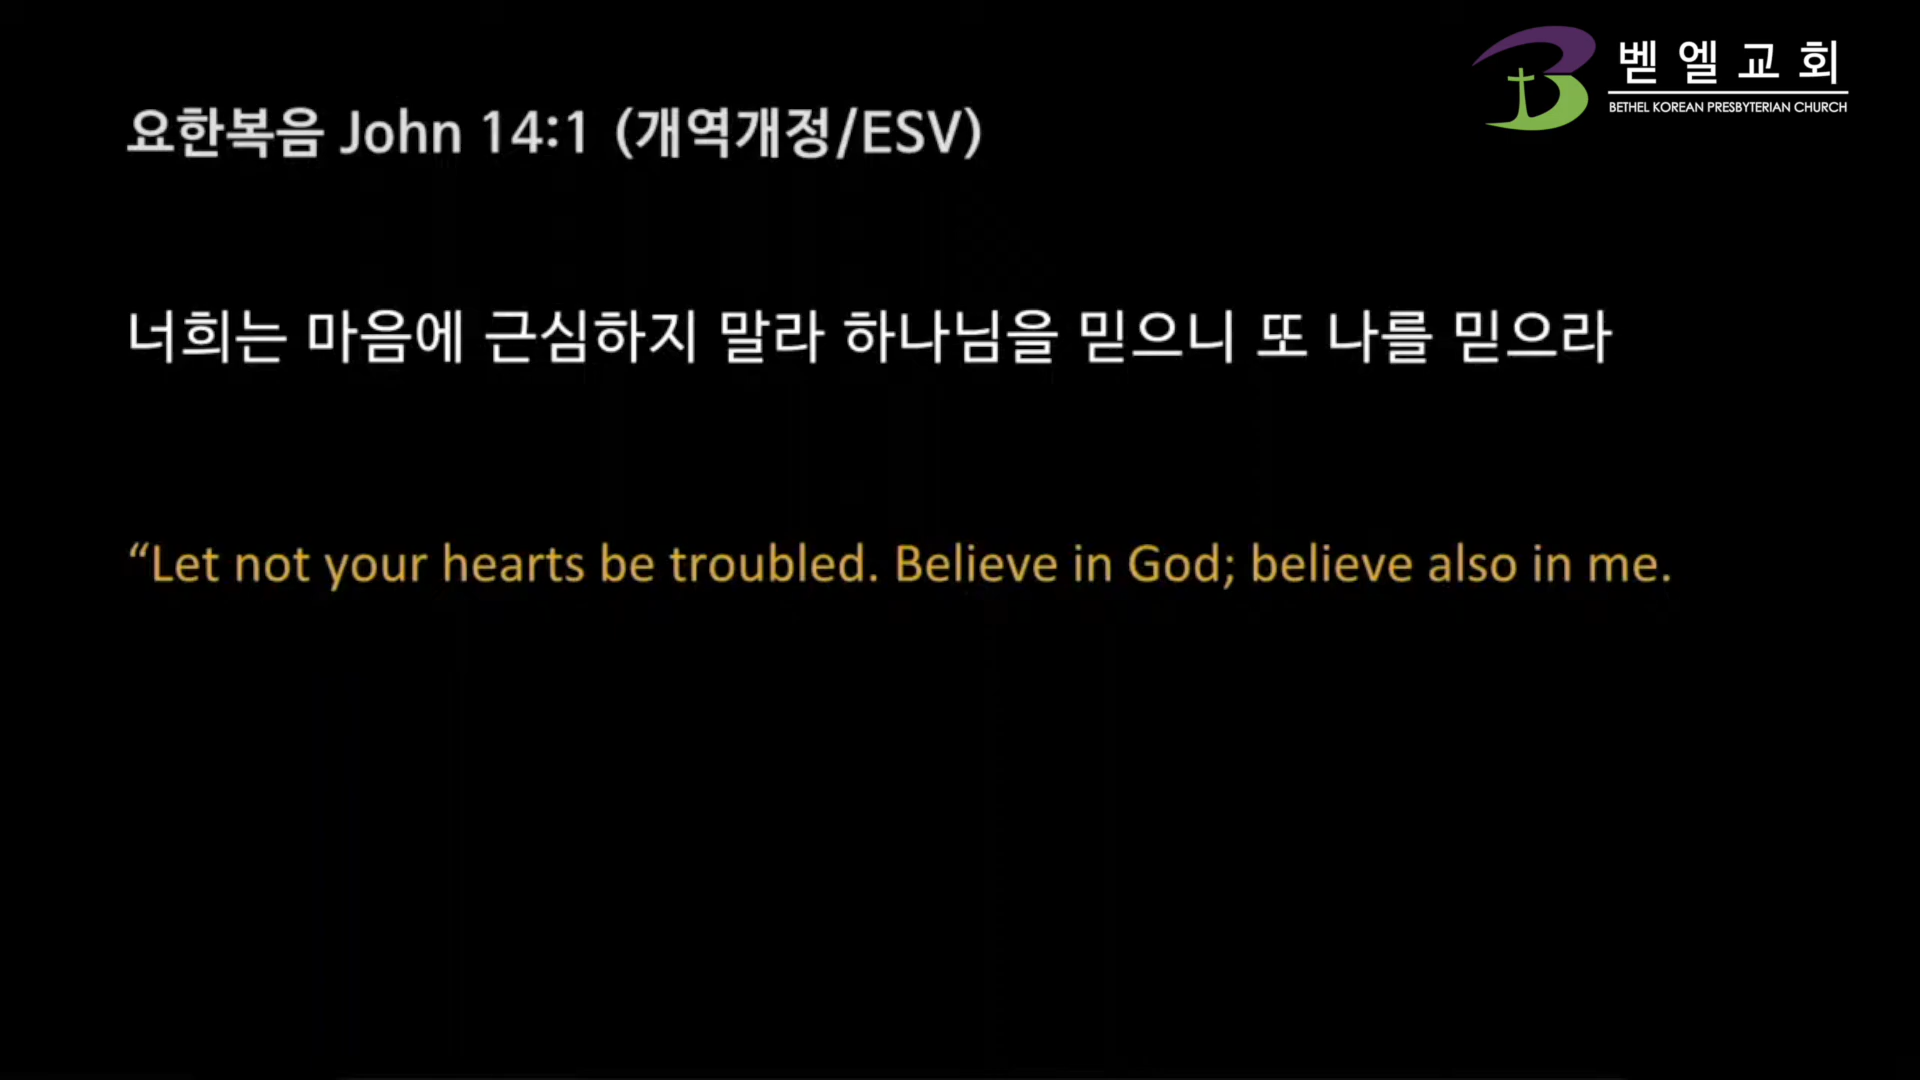 벧엘교회
BETHEL KOREAN PRESBYTERIAN CHURCH
요한복음 John 14:1 (개역개정/ESV)
너희는 마음에 근심하지 말라 하나님을 믿으니 또 나를 믿으라
“Let not your hearts be troubled. Believe in God; believe also in me.